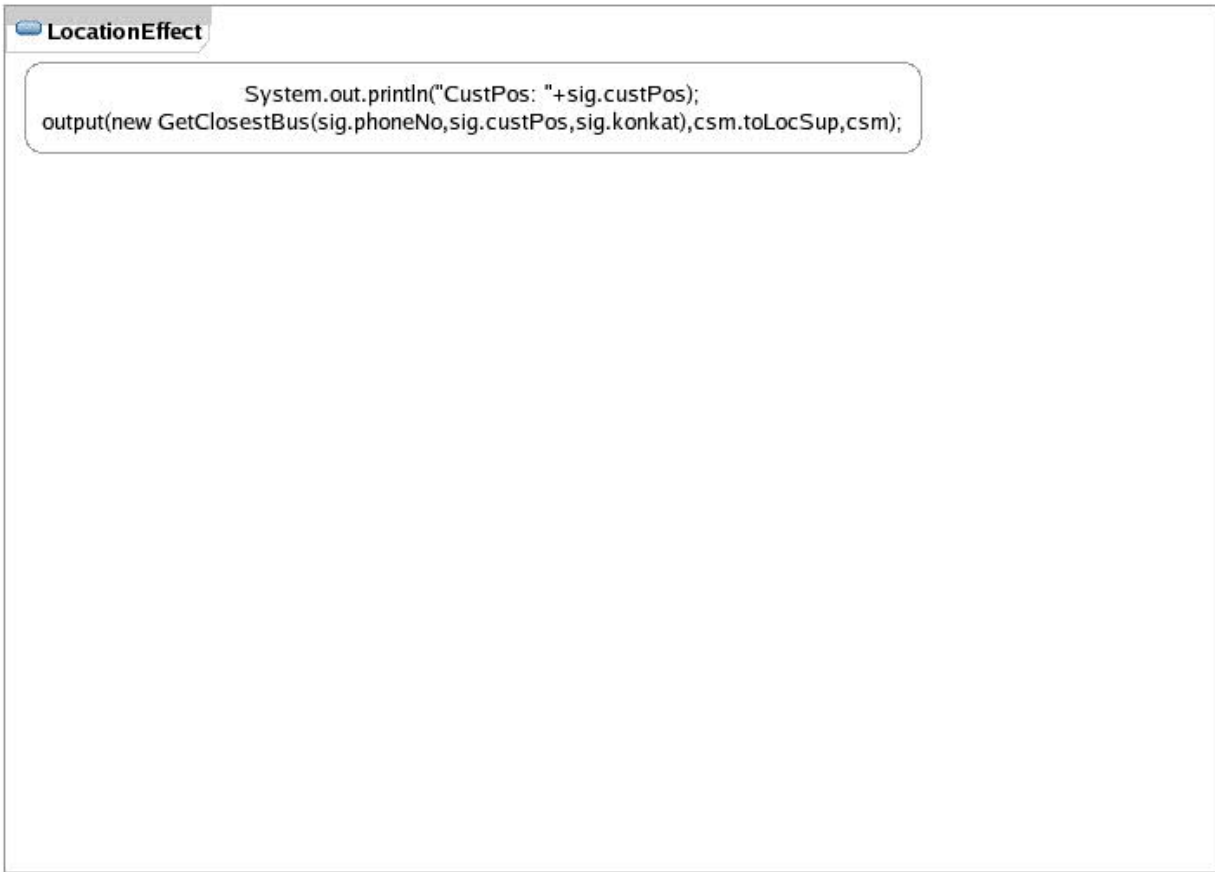 LocationEffect
System.out.println("CustPos: "+sig.custPos);
output(new GetClosestBus(sig.phoneNo,sig.custPos,sig.konkat),csm.toLocSup,csm);